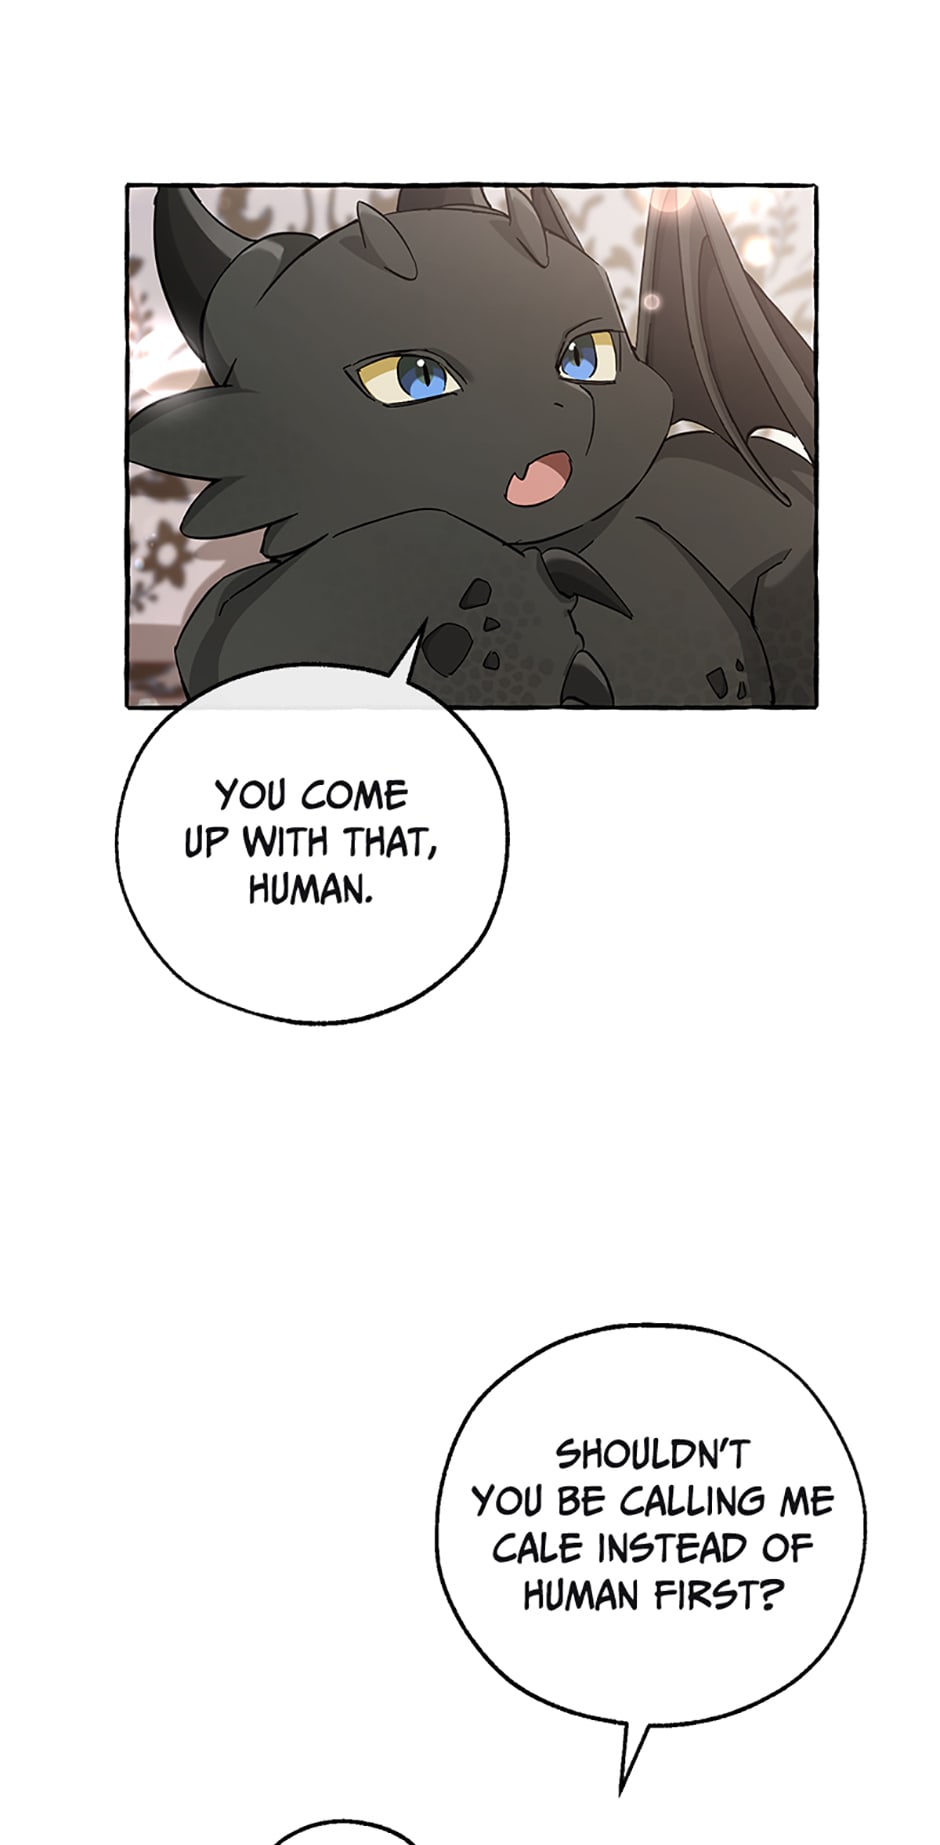 YOU COME
UP WITH THAT,
HUMAN.
SHOULDN'T
YOU BE CALLING ME
CALE INSTEAD OF
HUMAN FIRST?